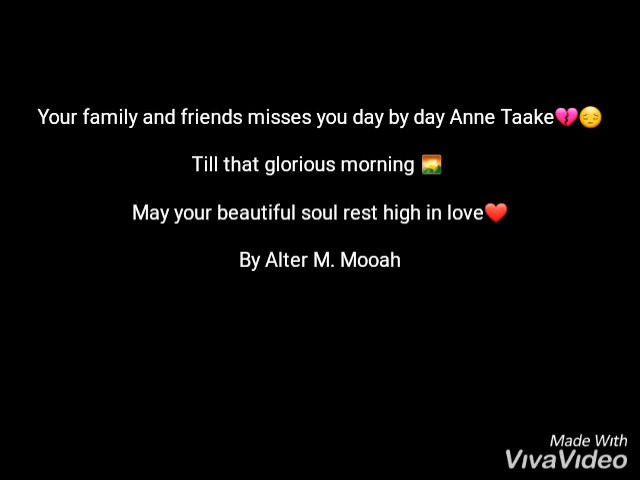 Your family and friends misses you day by day Anne Taake💔😔
Till that glorious morning 🌄
May your beautiful soul rest high in love❤️
By Alter M. Mooah
Made With
VivaVideo